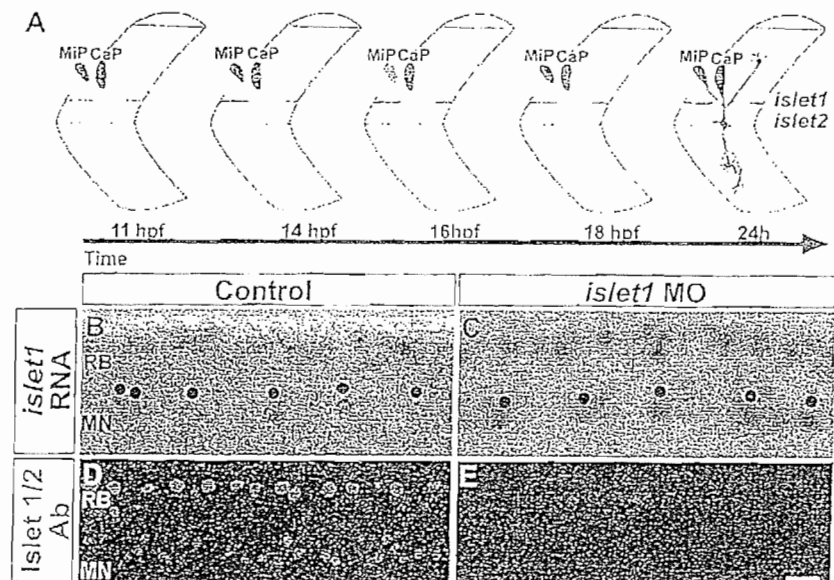 A
MiP CaP MiP CaP MiP CaP MiP CaP MiP CaP
islet1
islet2
11 hpf 14 hpf 16hpf 18 hpf 24h
Time
Control islet1 MO
islet1 RNA
B C
RB
MN
Islet 1/2 Ab
D E
RB
MN